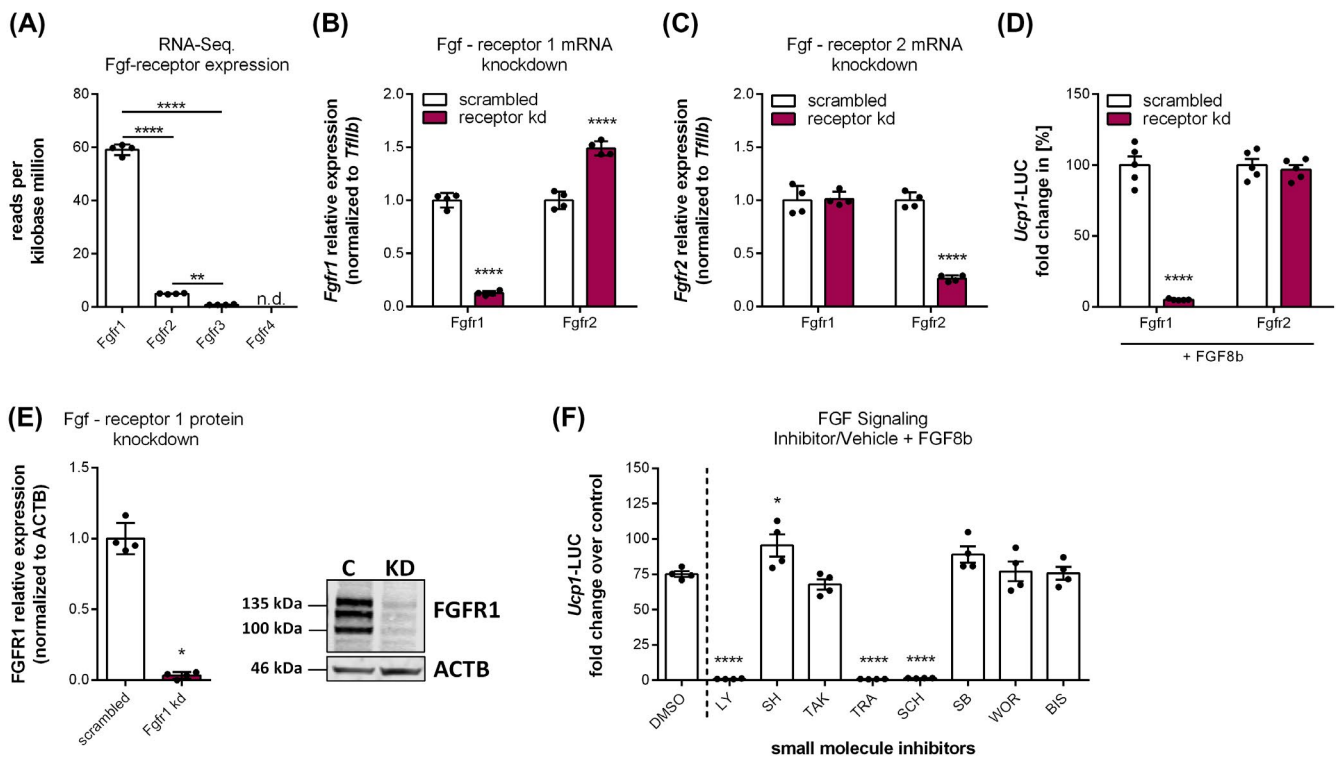 (A)
RNA-Seq.
Fgf-receptor expression
reads per
kilobase million
80
60
40
20
0
****
****
**
n.d.
Fgfr1
Fgfr2
Fgfr3
Fgfr4
(B)
Fgf - receptor 1 mRNA
knockdown
Fgfr1 relative expression
(normalized to TfIIb)
2.0
1.5
1.0
0.5
0.0
scrambled
receptor kd
****
****
Fgfr1
Fgfr2
(C)
Fgf - receptor 2 mRNA
knockdown
Fgfr2 relative expression
(normalized to TfIIb)
2.0
1.5
1.0
0.5
0.0
scrambled
receptor kd
****
Fgfr1
Fgfr2
(D)
Ucp1-LUC
fold change in [%]
150
100
50
0
scrambled
receptor kd
****
Fgfr1
Fgfr2
+ FGF8b
(E)
Fgf - receptor 1 protein
knockdown
FGFR1 relative expression
(normalized to ACTB)
1.5
1.0
0.5
0.0
*
scrambled
Fgfr1 kd
C KD
135 kDa
100 kDa
FGFR1
46 kDa
ACTB
(F)
FGF Signaling
Inhibitor/Vehicle + FGF8b
Ucp1-LUC
fold change over control
150
125
100
75
50
25
0
****
*
****
****
DMSO
LY
SH
TAK
TRA
SCH
SB
WOR
BIS
small molecule inhibitors